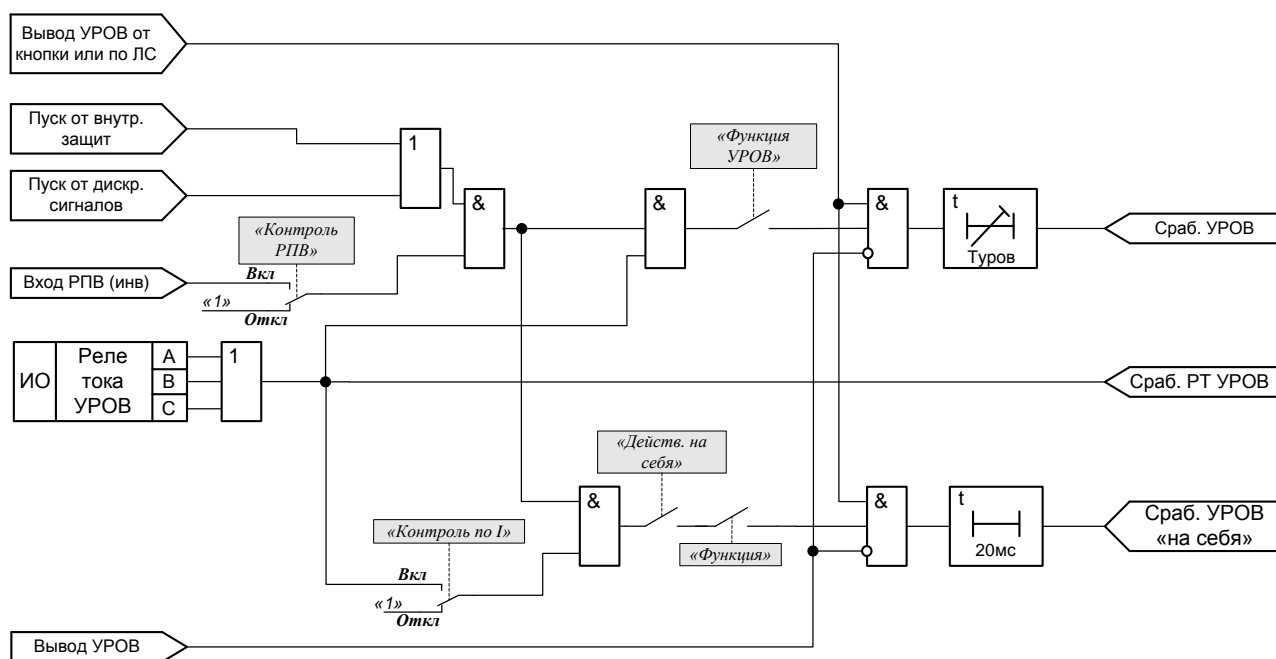 Вывод УРОВ от
кнопки или по ЛС
Пуск от внутр.
защит
1
«Функция
УРОВ»
Пуск от дискр.
сигналов
&
&
&
t
Туров
Сраб. УРОВ
«Контроль
РПВ»
Вкл
Вход РПВ (инв)
«1»
Откл
ИО
Реле
тока
УРОВ
A
B
C
1
Сраб. РТ УРОВ
«Действ. на
себя»
&
&
t
20мс
Сраб. УРОВ
«на себя»
«Контроль по I»
«Функция»
Вкл
«1»
Откл
Вывод УРОВ